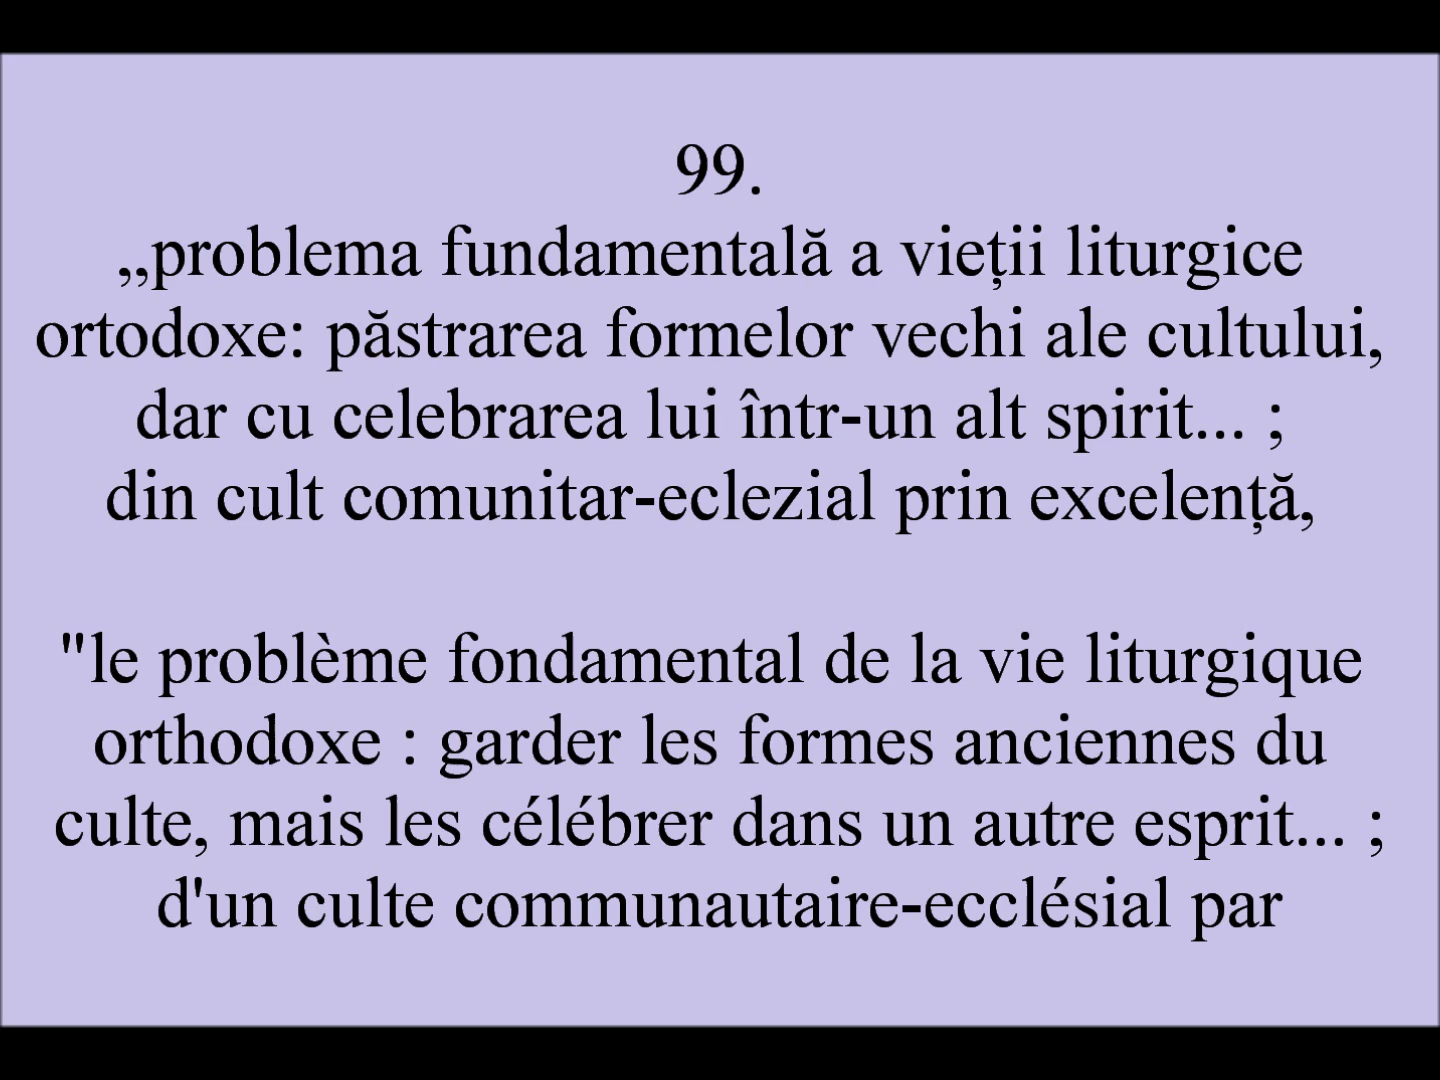 99.
„problema fundamentală a vieții liturgice
ortodoxe: păstrarea formelor vechi ale cultului,
dar cu celebrarea lui într-un alt spirit... ;
din cult comunitar-eclezial prin excelență,
"le problème fondamental de la vie liturgique
orthodoxe : garder les formes anciennes du
culte, mais les célébrer dans un autre esprit... ;
d'un culte communautaire-ecclésial par